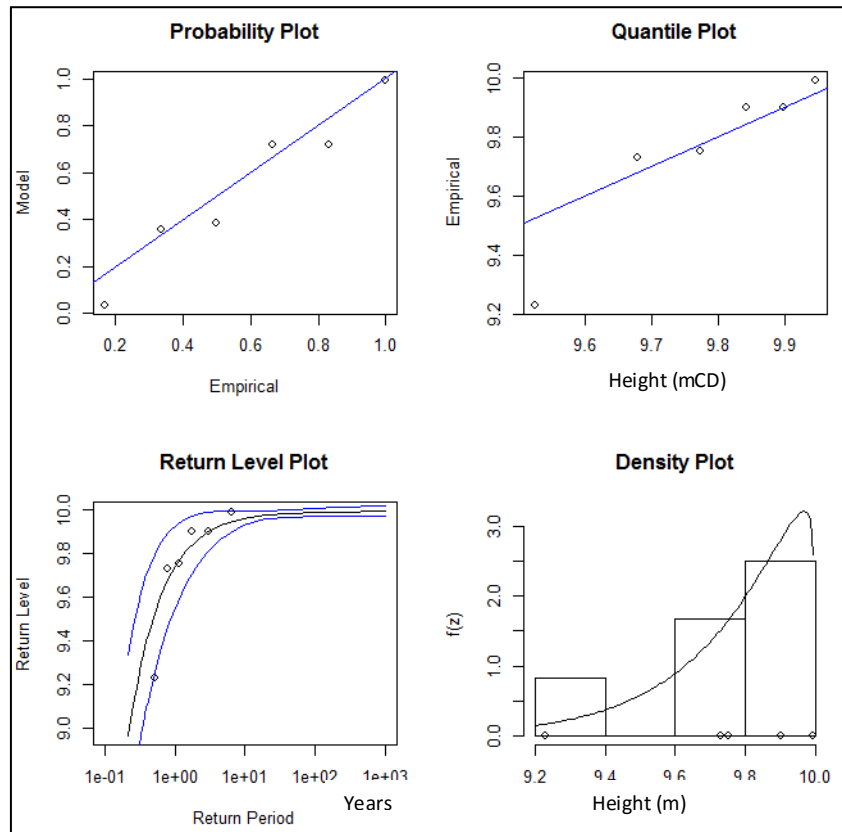 Probability Plot
Model
0.0 0.2 0.4 0.6 0.8 1.0
0.2 0.4 0.6 0.8 1.0
Empirical
Quantile Plot
Empirical
9.2 9.4 9.6 9.8 10.0
9.6 9.7 9.8 9.9
Height (mCD)
Return Level Plot
Return Level
9.0 9.2 9.4 9.6 9.8 10.0
1e-01 1e+00 1e+01 1e+02 1e+03
Return Period
Years
Density Plot
f(z)
0.0 1.0 2.0 3.0
9.2 9.4 9.6 9.8 10.0
Height (m)